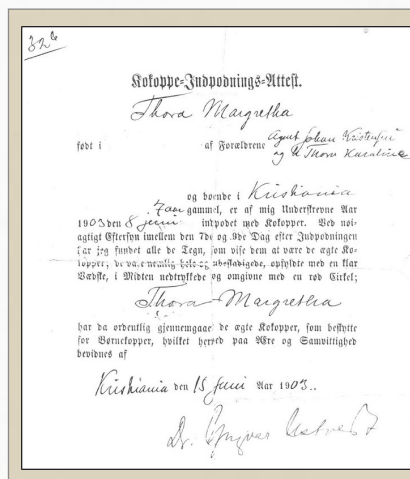 32b
Kokoppe-Indpodnings-Attest.
Thora Margretha
født i af Forældrene Agent Johan Kristensen
og h Thora Karoline
og boende i Kristiania
7 aar gammel, er af mig Underskrevne Aar
1903 den 8 juni indpodet med Kokopper. Ved nøi-
agtigt Eftersyn imellem den 7de og 9de Dag efter Indpodningen
har jeg fundet alle de Tegn, som vise dem at være de ægte Ko-
kopper; de vare nemlig hele og ubeskadigede, opfyldte med en klar
Vædske, i Midten nedtrykkede og omgivne med en rød Cirkel;
Thora Margretha
har da ordentlig gjennemgaaet de ægte Kokopper, som beskytte
for Børnekopper, hvilket herved paa Ære og Samvittighed
bevidnes af
Kristiania den 15 Juni Aar 1903.
Dr. Yngvar